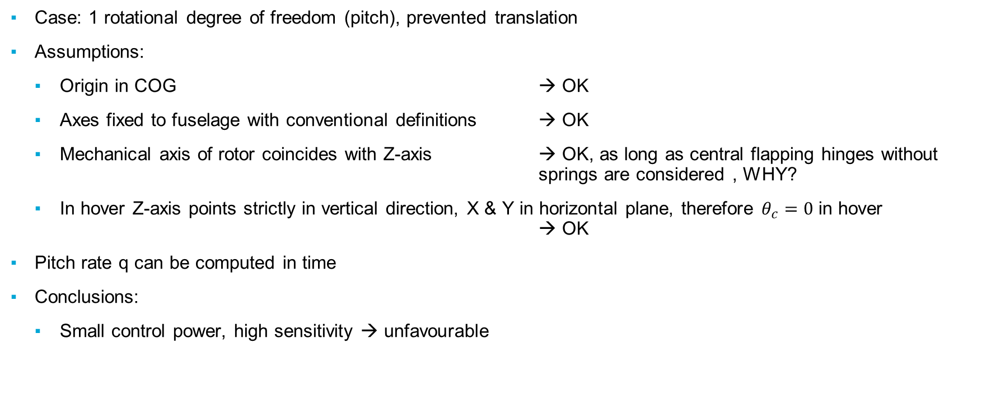 ▪ Case: 1 rotational degree of freedom (pitch), prevented translation
▪ Assumptions:
▪ Origin in COG → OK
▪ Axes fixed to fuselage with conventional definitions → OK
▪ Mechanical axis of rotor coincides with Z-axis → OK, as long as central flapping hinges without
springs are considered , WHY?
▪ In hover Z-axis points strictly in vertical direction, X & Y in horizontal plane, therefore θc = 0 in hover
→ OK
▪ Pitch rate q can be computed in time
▪ Conclusions:
▪ Small control power, high sensitivity → unfavourable